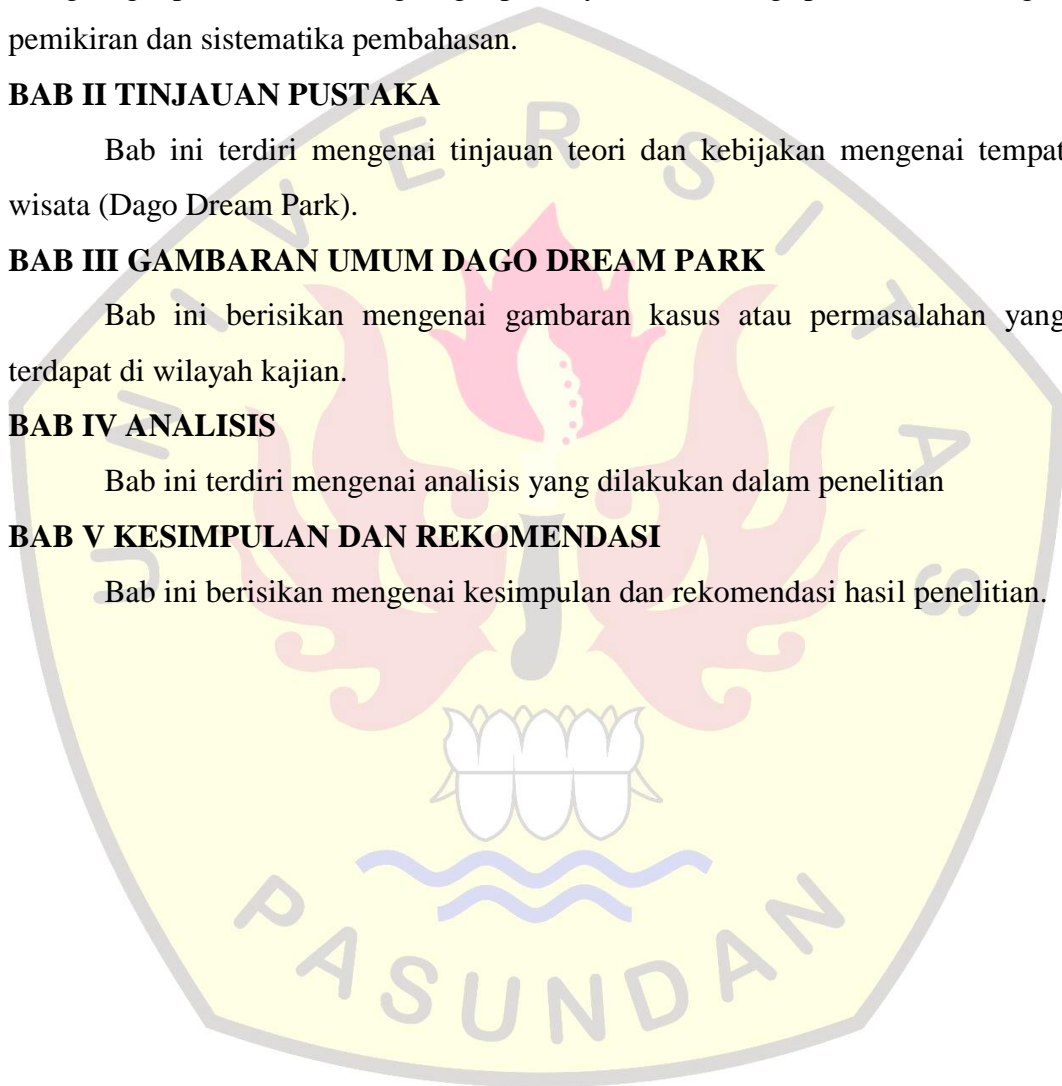 pemikiran dan sistematika pembahasan.
BAB II TINJAUAN PUSTAKA
Bab ini terdiri mengenai tinjauan teori dan kebijakan mengenai tempat
wisata (Dago Dream Park).
BAB III GAMBARAN UMUM DAGO DREAM PARK
Bab ini berisikan mengenai gambaran kasus atau permasalahan yang
terdapat di wilayah kajian.
BAB IV ANALISIS
Bab ini terdiri mengenai analisis yang dilakukan dalam penelitian
BAB V KESIMPULAN DAN REKOMENDASI
Bab ini berisikan mengenai kesimpulan dan rekomendasi hasil penelitian.
UNIVERSITAS
PASUNDAN